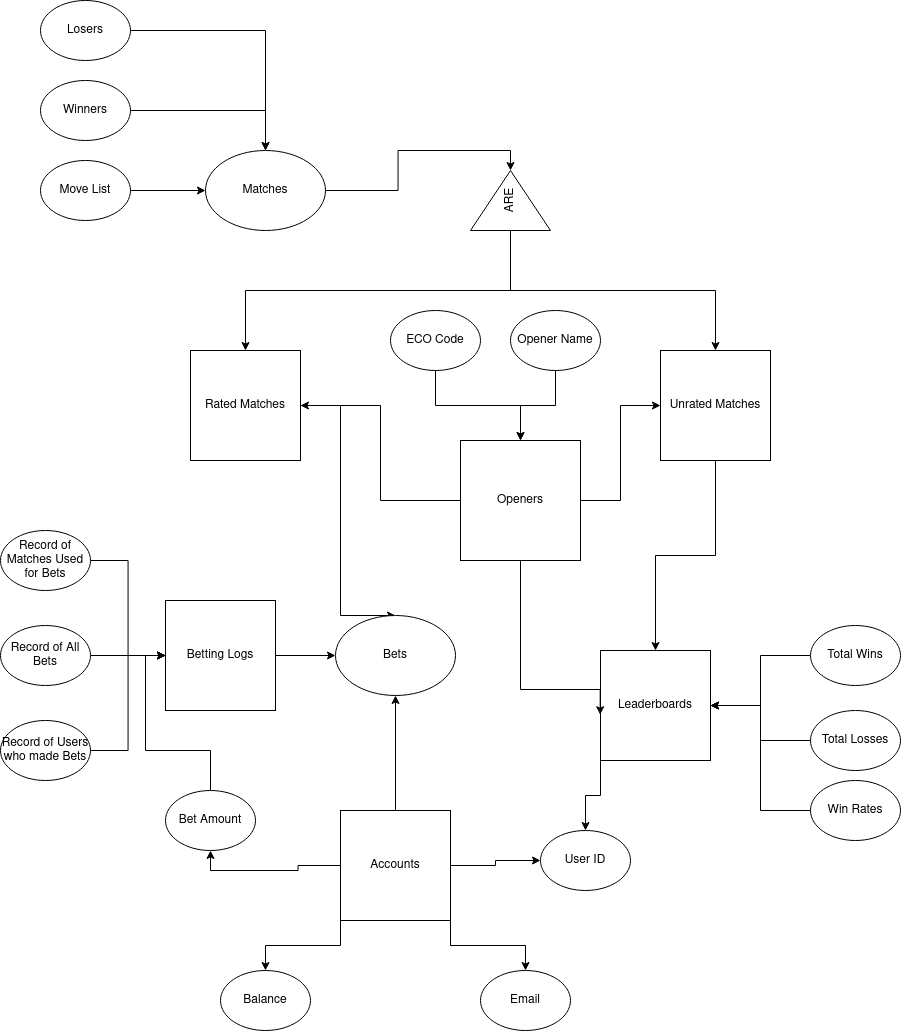 Losers
Winners
Move List
Matches
ARE
ECO Code
Opener Name
Rated Matches
Unrated Matches
Openers
Record of
Matches Used
for Bets
Record of All
Bets
Betting Logs
Bets
Total Wins
Leaderboards
Record of Users
who made Bets
Total Losses
Win Rates
Bet Amount
Accounts
User ID
Balance
Email